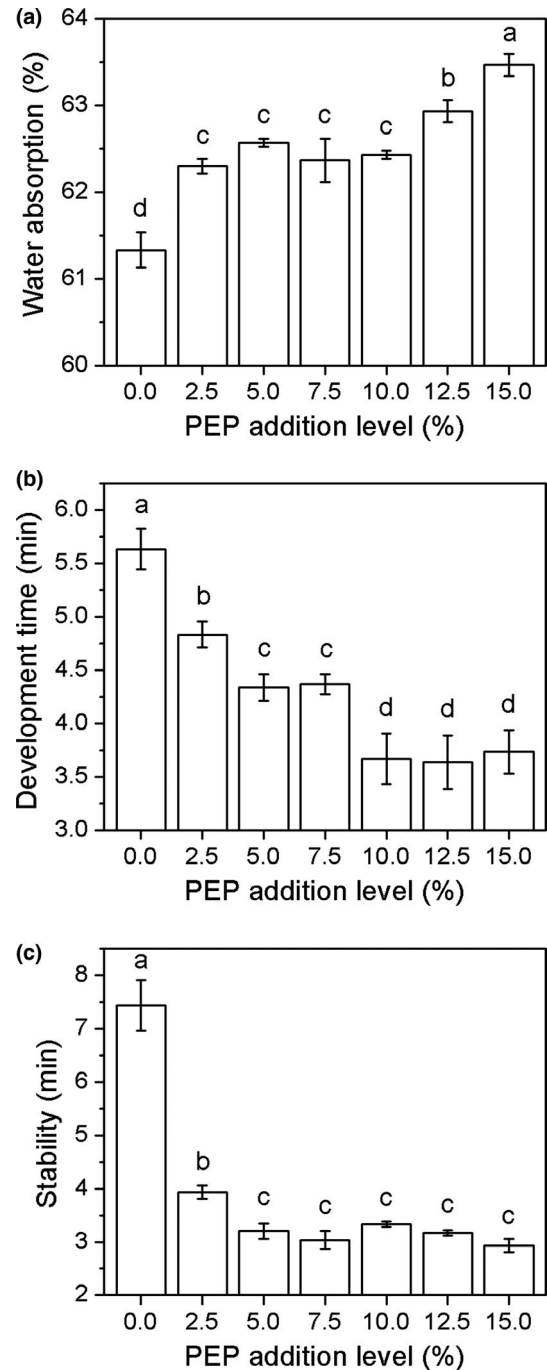 (a)
Water absorption (%)
64
63
62
61
60
d
c
c
c
c
b
a
0.0 2.5 5.0 7.5 10.0 12.5 15.0
PEP addition level (%)
(b)
Development time (min)
6.0
5.5
5.0
4.5
4.0
3.5
3.0
a
b
c
c
d
d
d
0.0 2.5 5.0 7.5 10.0 12.5 15.0
PEP addition level (%)
(c)
Stability (min)
8
7
6
5
4
3
2
a
b
c
c
c
c
c
0.0 2.5 5.0 7.5 10.0 12.5 15.0
PEP addition level (%)